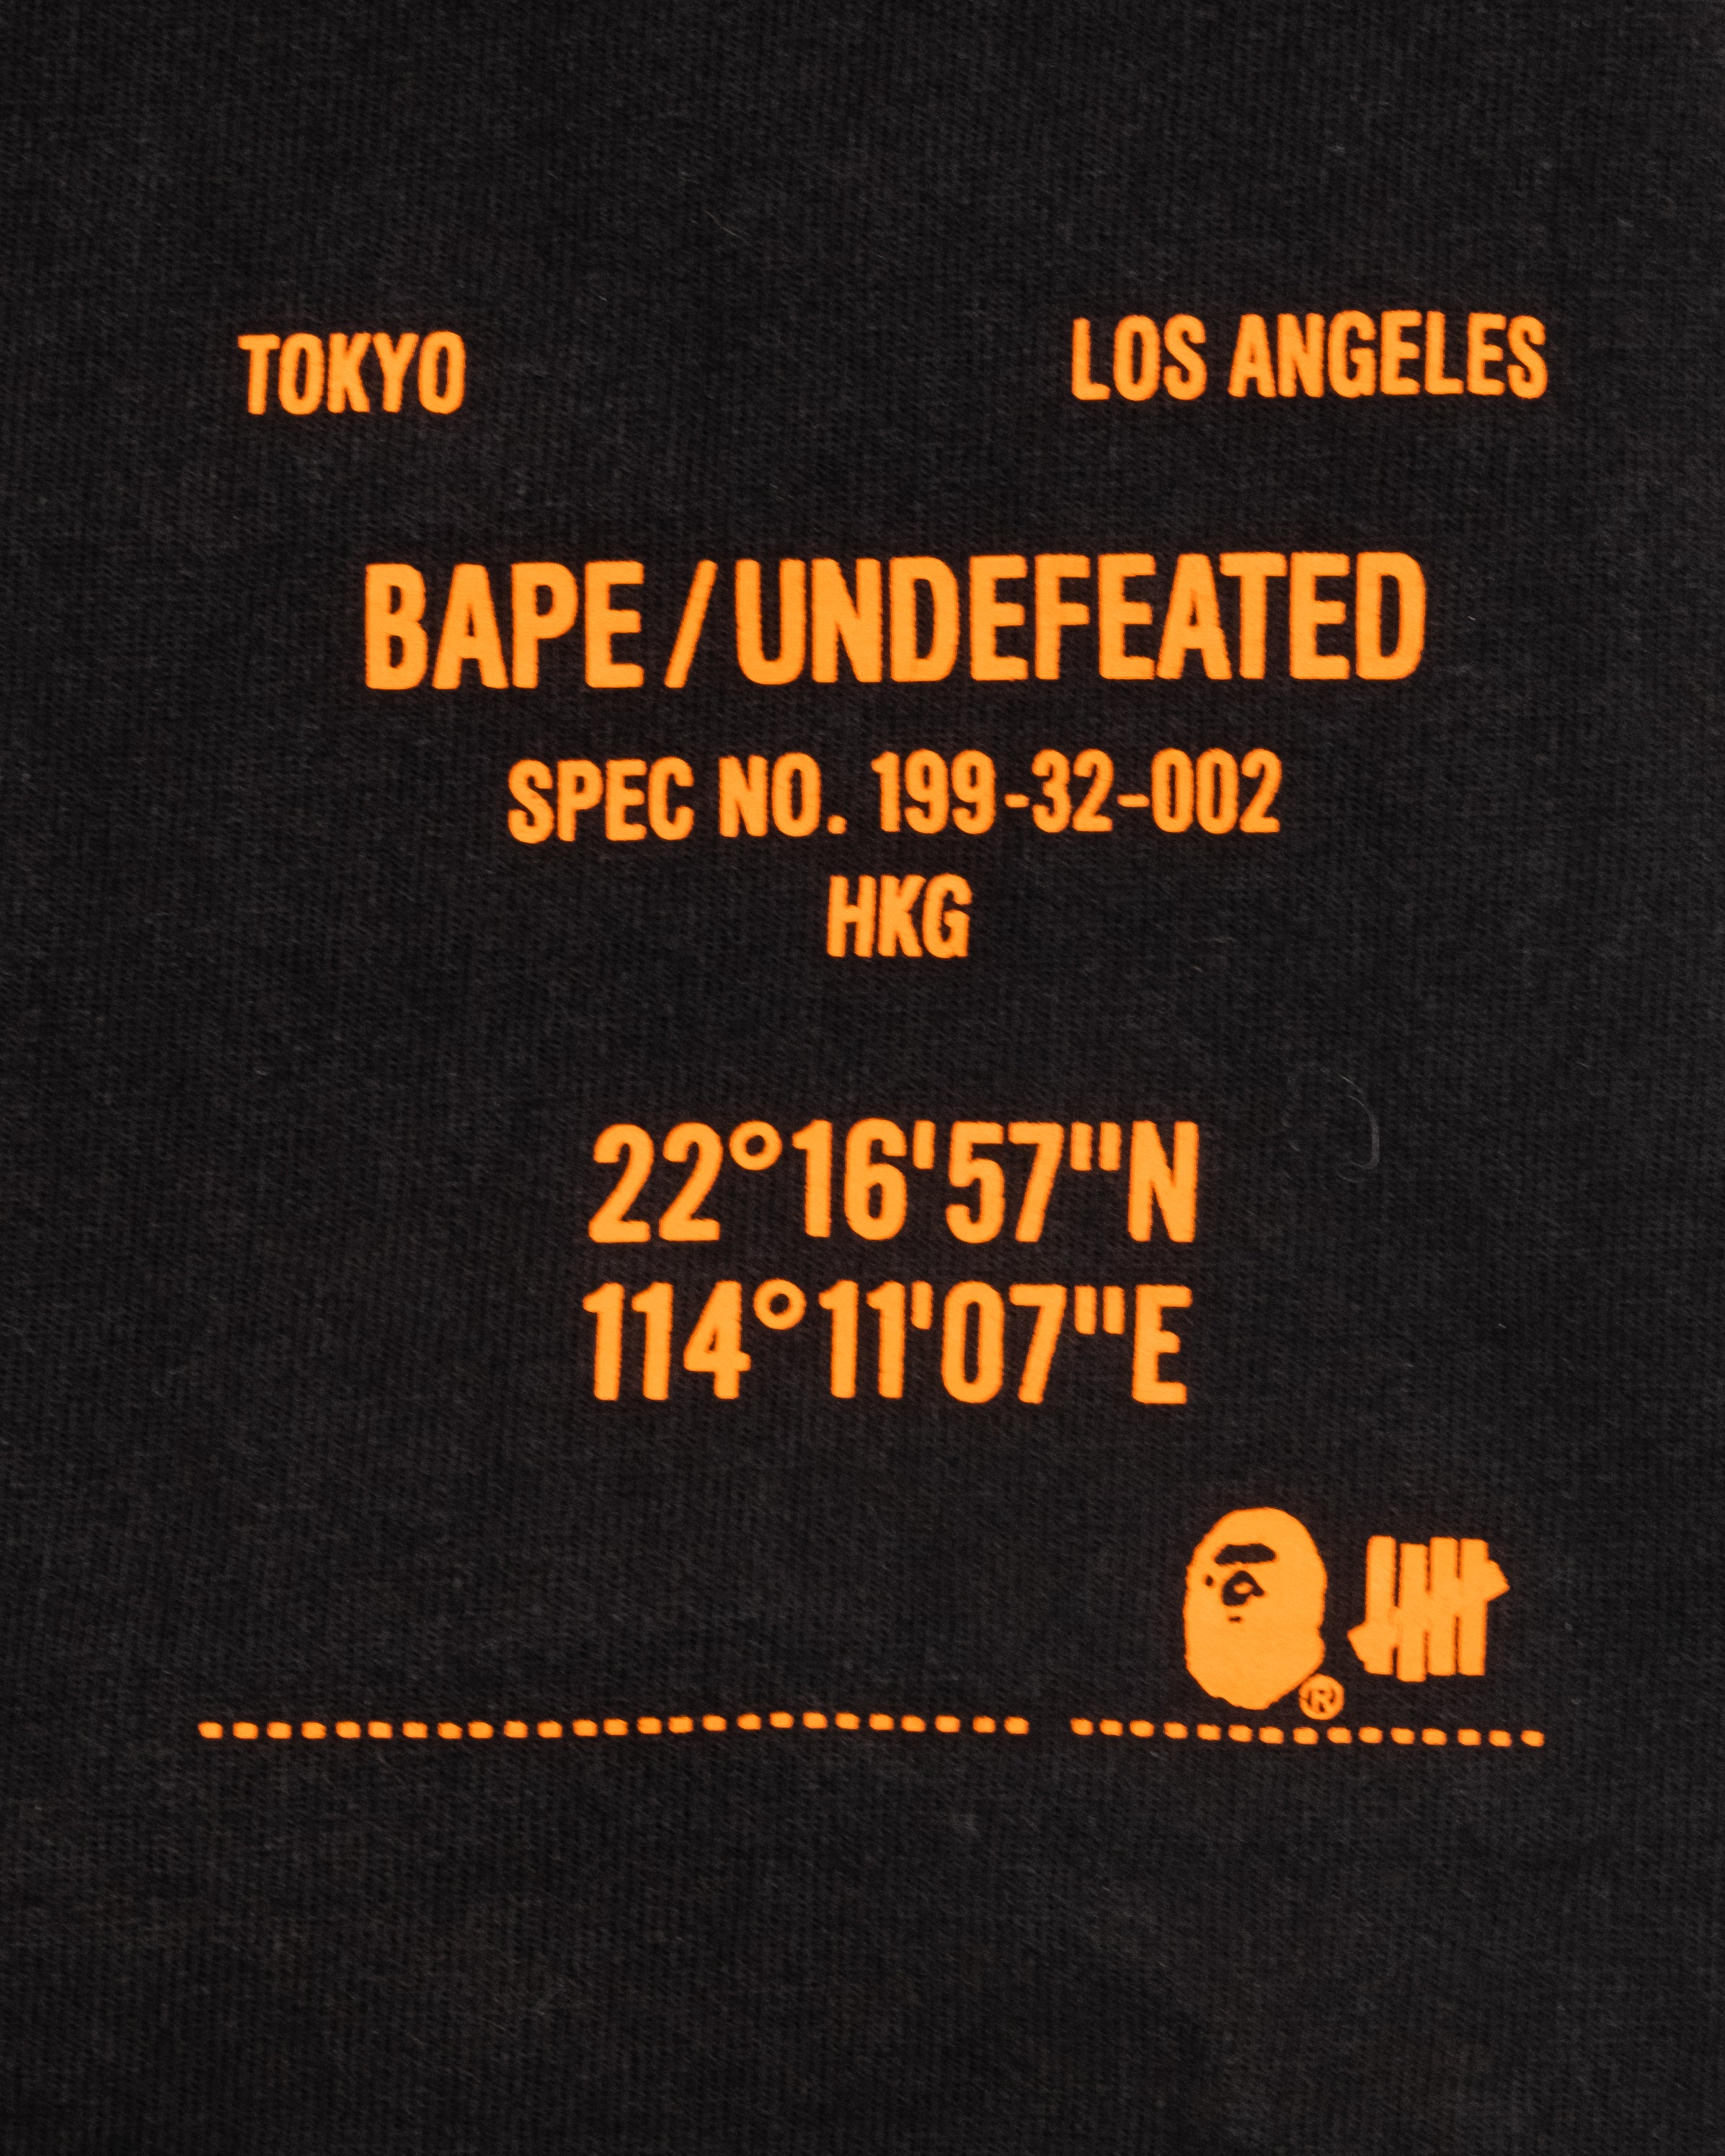 TOKYO LOS ANGELES
BAPE / UNDEFEATED
SPEC NO. 199-32-002
HKG
22°16'57"N
114°11'07"E
®